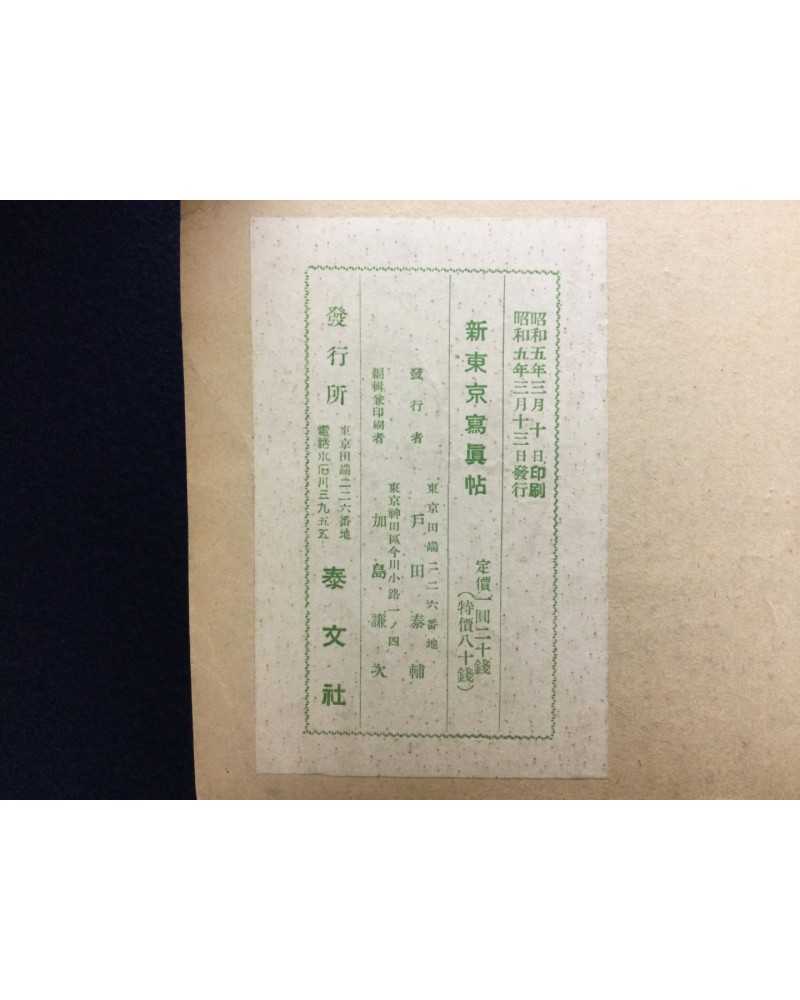 昭和五年三月十日印刷
昭和五年三月十三日發行
新東京寫眞帖
定價一圓二十錢
(特價八十錢)
發行者
東京田端二二六番地
戶田泰輔
編輯兼印刷者
東京神田區今川小路一ノ四
加島謙次
發行所
東京田端二二六番地
電話小石川三九五五
泰文社